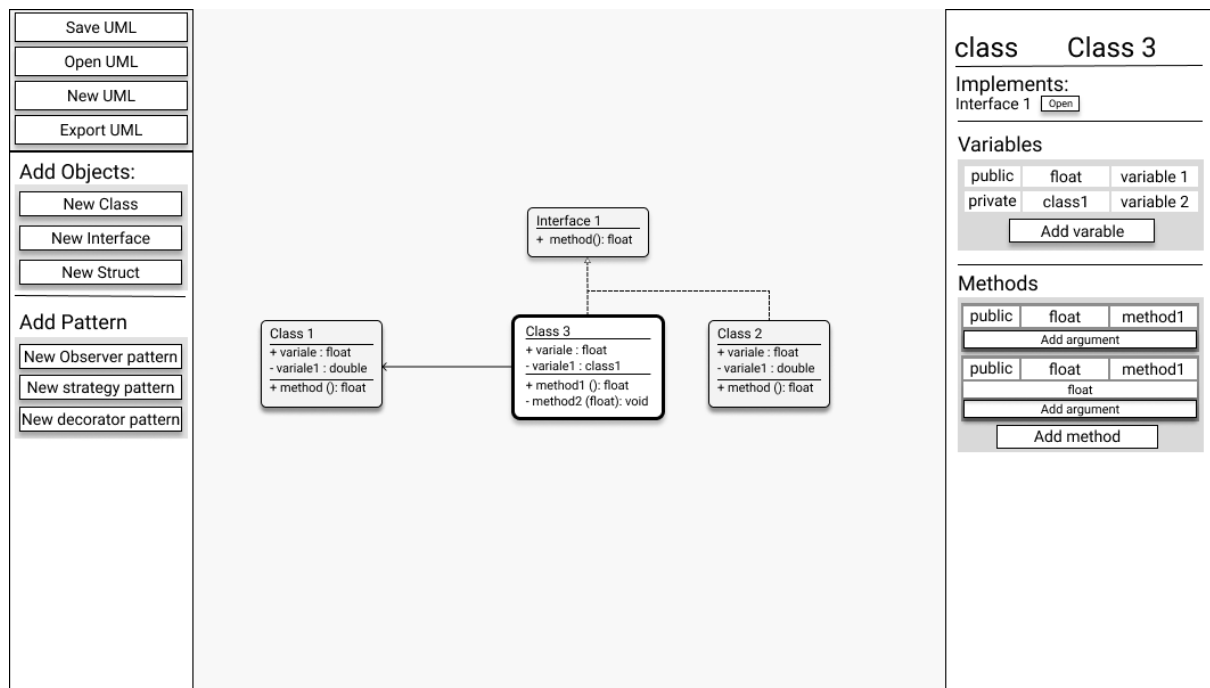 Save UML
Open UML
New UML
Export UML
Add Objects:
New Class
New Interface
New Struct
Add Pattern
New Observer pattern
New strategy pattern
New decorator pattern
Interface 1
+ method(): float
Class 1
+ variale : float
- variale1 : double
+ method (): float
Class 3
+ variale : float
- variale1 : class1
+ method1 (): float
- method2 (float): void
Class 2
+ variale : float
- variale1 : double
+ method (): float
class Class 3
Implements:
Interface 1 Open
Variables
public float variable 1
private class1 variable 2
Add varable
Methods
public float method1
Add argument
public float method1
float
Add argument
Add method